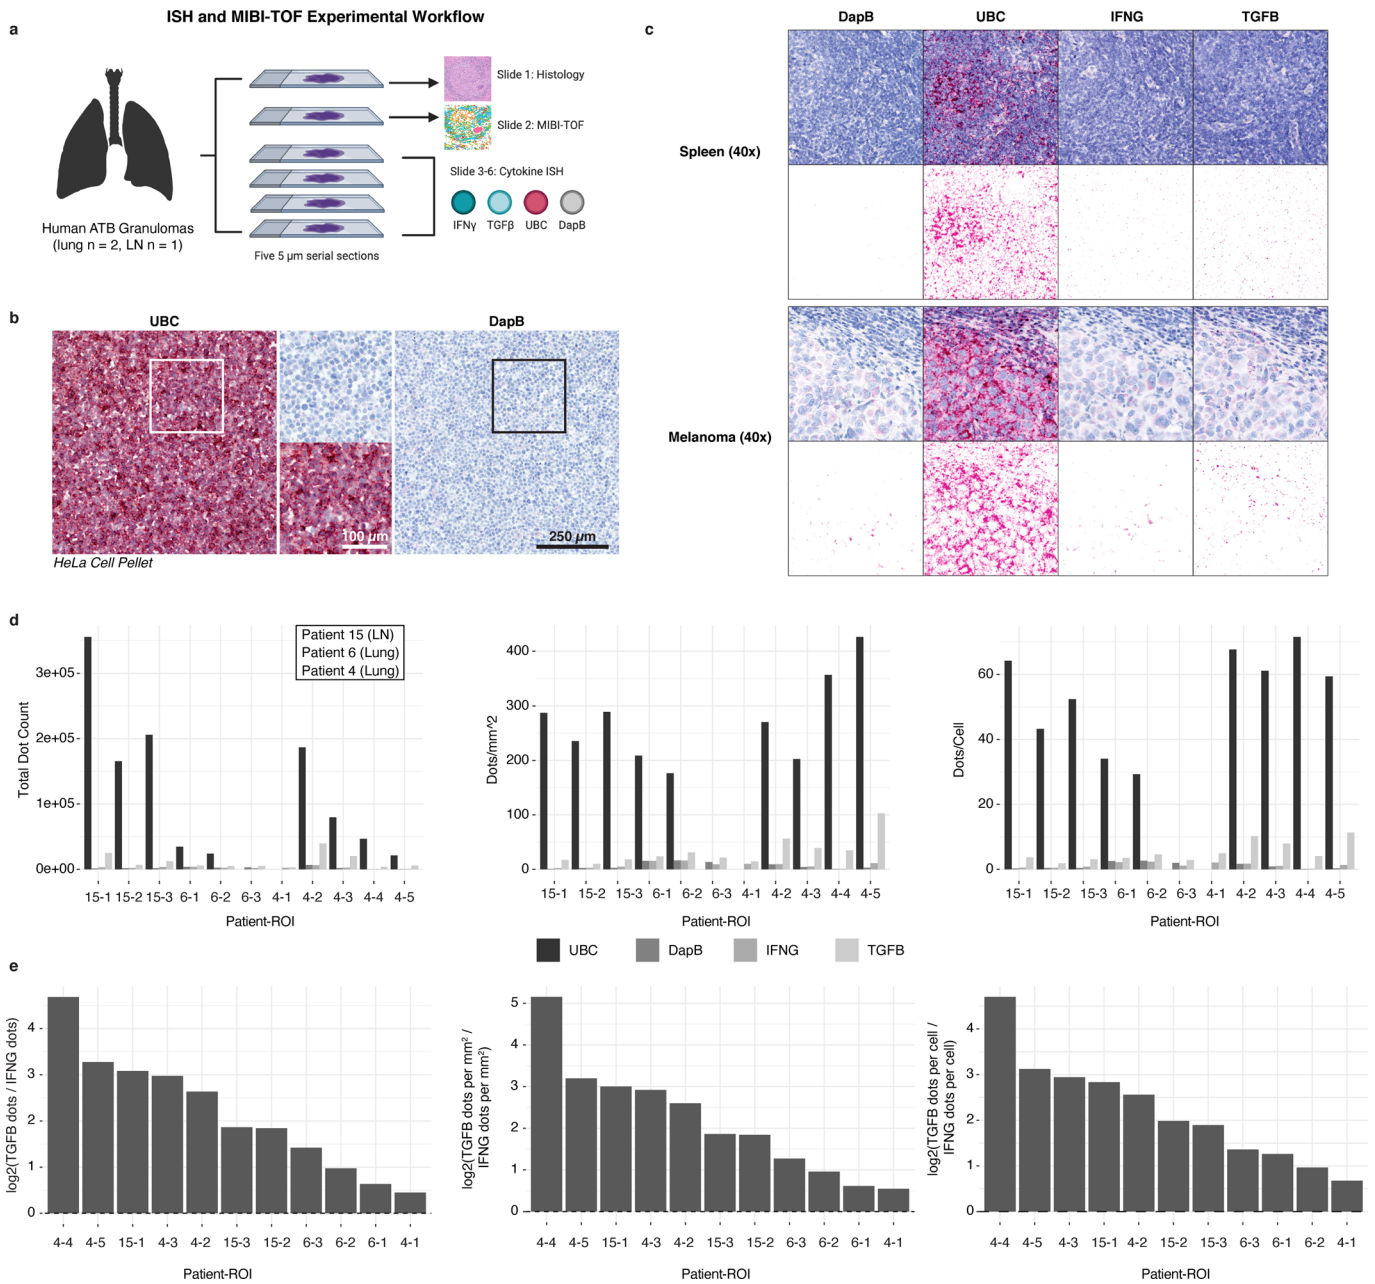 ISH and MIBI-TOF Experimental Workflow
a
Slide 1: Histology
Slide 2: MIBI-TOF
Slide 3-6: Cytokine ISH
IFNγ TGFβ UBC DapB
Human ATB Granulomas
(lung n = 2, LN n = 1)
Five 5 µm serial sections
b
UBC DapB
100 µm
250 µm
HeLa Cell Pellet
c
DapB UBC IFNG TGFB
Spleen (40x)
Melanoma (40x)
d
Total Dot Count
3e+05
2e+05
1e+05
0e+00
Patient 15 (LN)
Patient 6 (Lung)
Patient 4 (Lung)
15-1 15-2 15-3 6-1 6-2 6-3 4-1 4-2 4-3 4-4 4-5
Patient-ROI
Dots/mm^2
400
300
200
100
0
15-1 15-2 15-3 6-1 6-2 6-3 4-1 4-2 4-3 4-4 4-5
Patient-ROI
Dots/Cell
60
40
20
0
15-1 15-2 15-3 6-1 6-2 6-3 4-1 4-2 4-3 4-4 4-5
Patient-ROI
UBC DapB IFNG TGFB
e
log2(TGFB dots / IFNG dots)
4
3
2
1
0
4-4 4-5 15-1 4-3 4-2 15-3 15-2 6-3 6-2 6-1 4-1
Patient-ROI
log2(TGFB dots per mm² /
IFNG dots per mm²)
5
4
3
2
1
0
4-4 4-5 15-1 4-3 4-2 15-3 15-2 6-3 6-2 6-1 4-1
Patient-ROI
log2(TGFB dots per cell /
IFNG dots per cell)
4
3
2
1
0
4-4 4-5 4-3 15-1 4-2 15-2 15-3 6-3 6-1 6-2 4-1
Patient-ROI